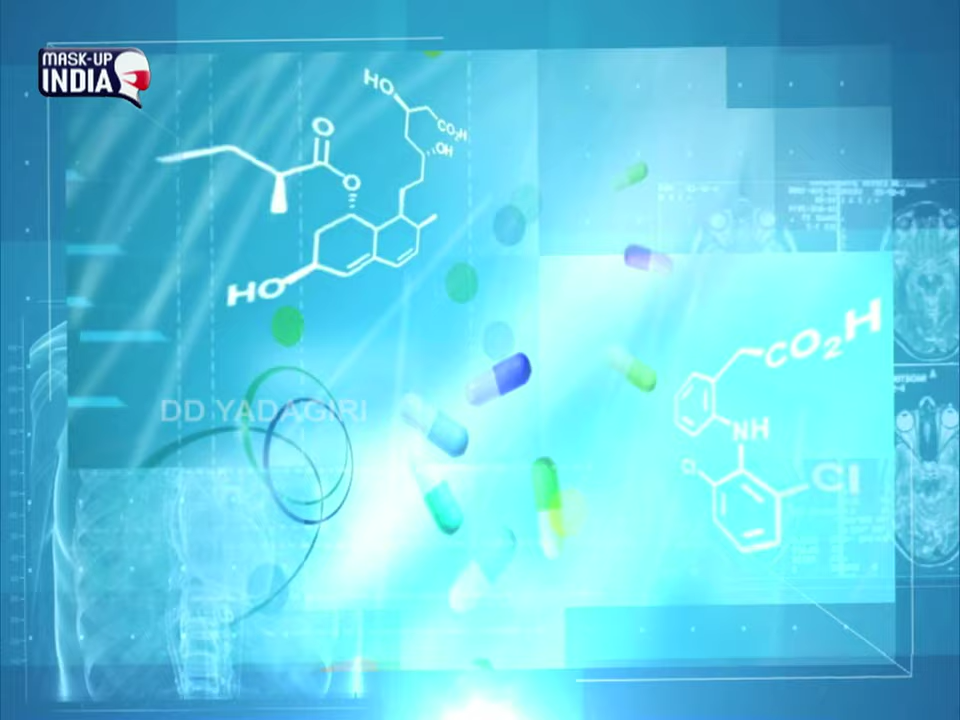 MASK-UP
INDIA
HO
O
CO₂H
OH
O
HO
DD YADAGIRI
CO₂H
NH
Cl
Cl